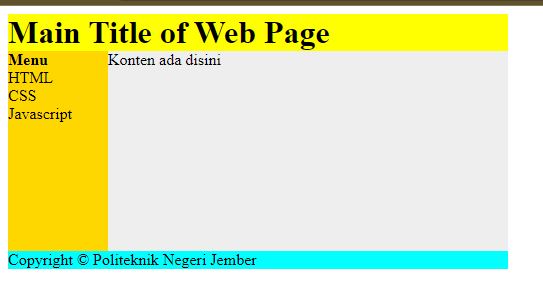 Main Title of Web Page
Menu
HTML
CSS
Javascript
Konten ada disini
Copyright © Politeknik Negeri Jember